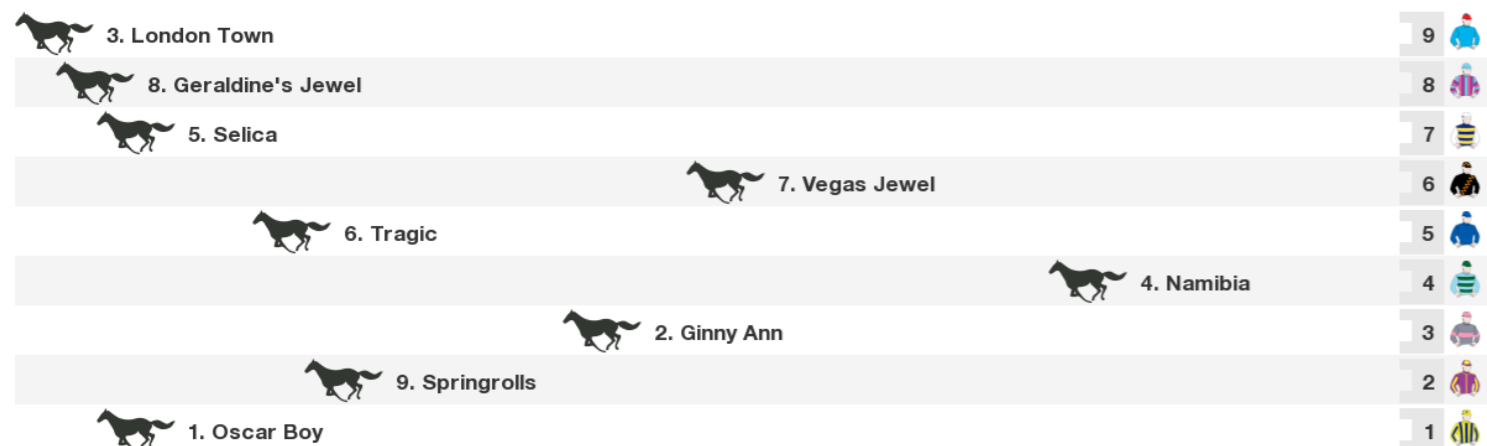 3. London Town 9
8. Geraldine's Jewel 8
5. Selica 7
7. Vegas Jewel 6
6. Tragic 5
4. Namibia 4
2. Ginny Ann 3
9. Springrolls 2
1. Oscar Boy 1